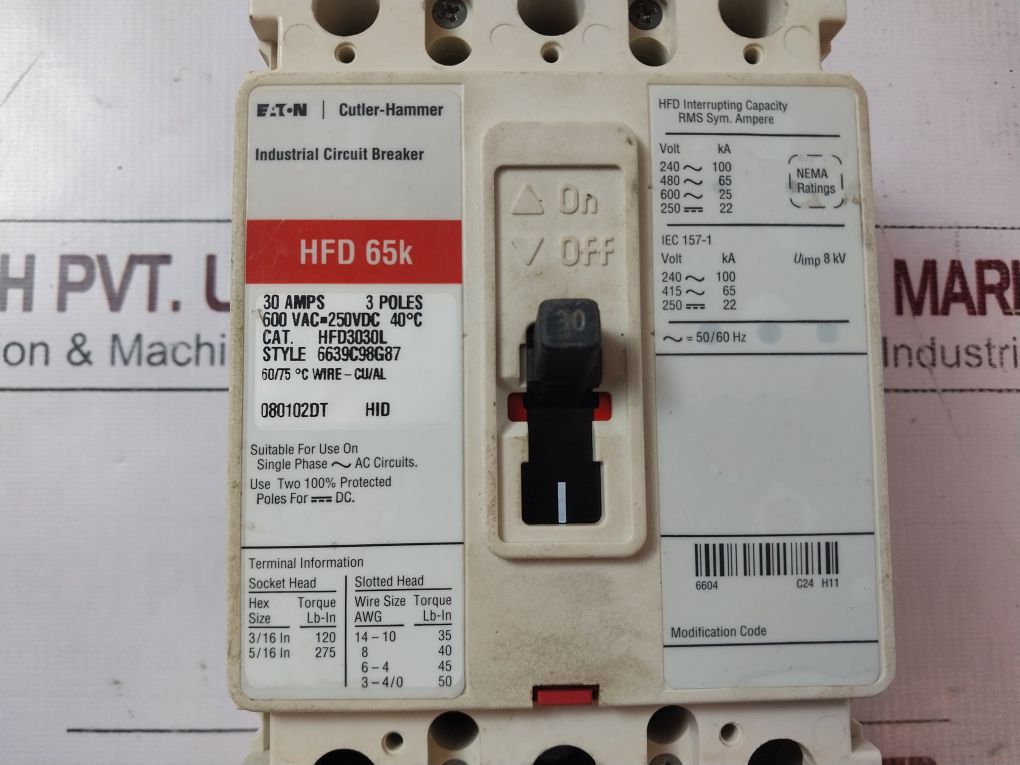 EATON | Cutler-Hammer
Industrial Circuit Breaker
HFD 65k
30 AMPS 3 POLES
600 VAC=250VDC 40°C
CAT. HFD3030L
STYLE 6639C98G87
60/75 °C WIRE-CU/AL
080102DT HID
Suitable For Use On
Single Phase ~ AC Circuits.
Use Two 100% Protected
Poles For ⎓ DC.
Terminal Information
Socket Head
Hex Torque
Size Lb-In
3/16 In 120
5/16 In 275
Slotted Head
Wire Size Torque
AWG Lb-In
14-10 35
8 40
6-4 45
3-4/0 50
On
OFF
30
HFD Interrupting Capacity
RMS Sym. Ampere
Volt kA
240 ~ 100
480 ~ 65
600 ~ 25
250 ⎓ 22
NEMA
Ratings
IEC 157-1
Volt kA Uimp 8 kV
240 ~ 100
415 ~ 65
250 ⎓ 22
~ = 50/60 Hz
6604 C24 H11
Modification Code
H PVT.
& Machi